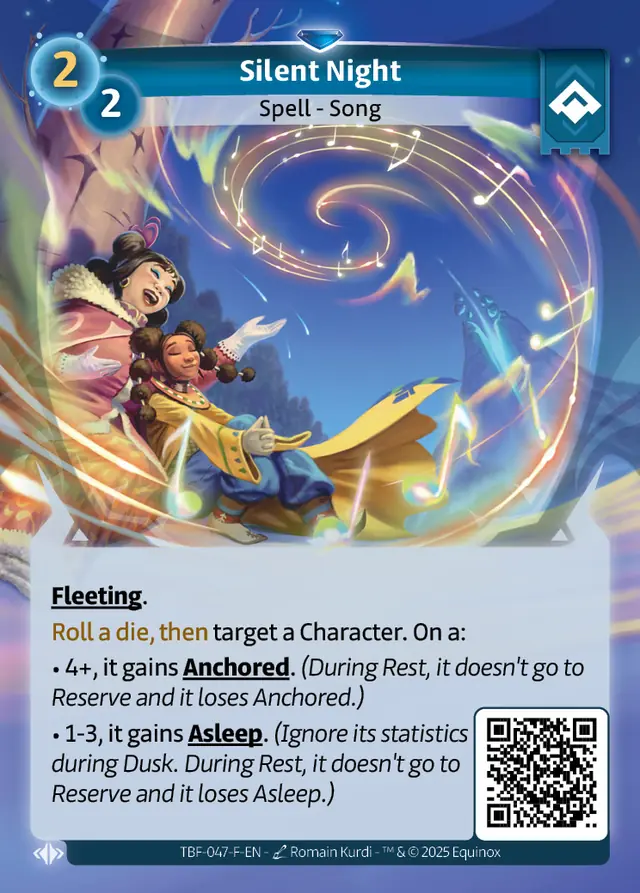 2
Silent Night
2
Spell - Song
Fleeting.
Roll a die, then target a Character. On a:
• 4+, it gains Anchored. (During Rest, it doesn't go to
Reserve and it loses Anchored.)
• 1-3, it gains Asleep. (Ignore its statistics
during Dusk. During Rest, it doesn't go to
Reserve and it loses Asleep.)
TBF-047-F-EN - Romain Kurdi - ™ & © 2025 Equinox